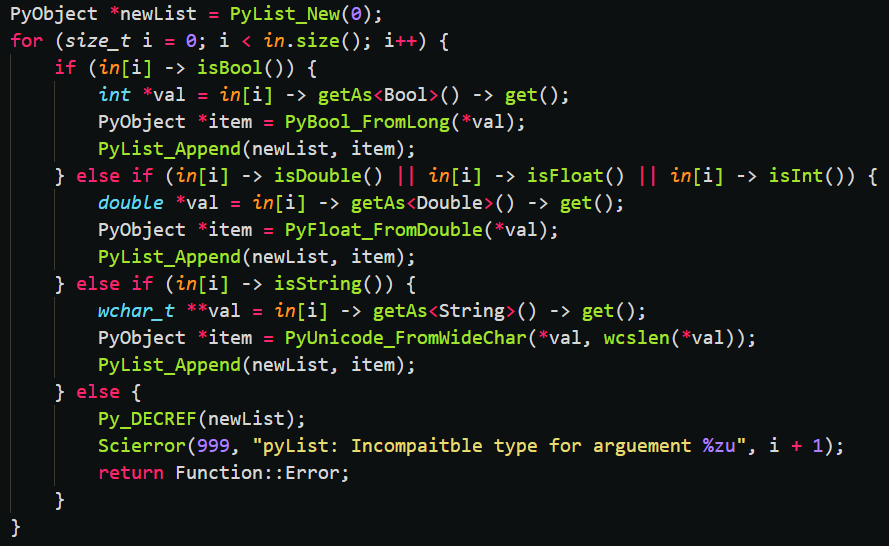 PyObject *newList = PyList_New(0);
for (size_t i = 0; i < in.size(); i++) {
    if (in[i] -> isBool()) {
        int *val = in[i] -> getAs<Bool>() -> get();
        PyObject *item = PyBool_FromLong(*val);
        PyList_Append(newList, item);
    } else if (in[i] -> isDouble() || in[i] -> isFloat() || in[i] -> isInt()) {
        double *val = in[i] -> getAs<Double>() -> get();
        PyObject *item = PyFloat_FromDouble(*val);
        PyList_Append(newList, item);
    } else if (in[i] -> isString()) {
        wchar_t **val = in[i] -> getAs<String>() -> get();
        PyObject *item = PyUnicode_FromWideChar(*val, wcslen(*val));
        PyList_Append(newList, item);
    } else {
        Py_DECREF(newList);
        Scierror(999, "pyList: Incompaitble type for arguement %zu", i + 1);
        return Function::Error;
    }
}